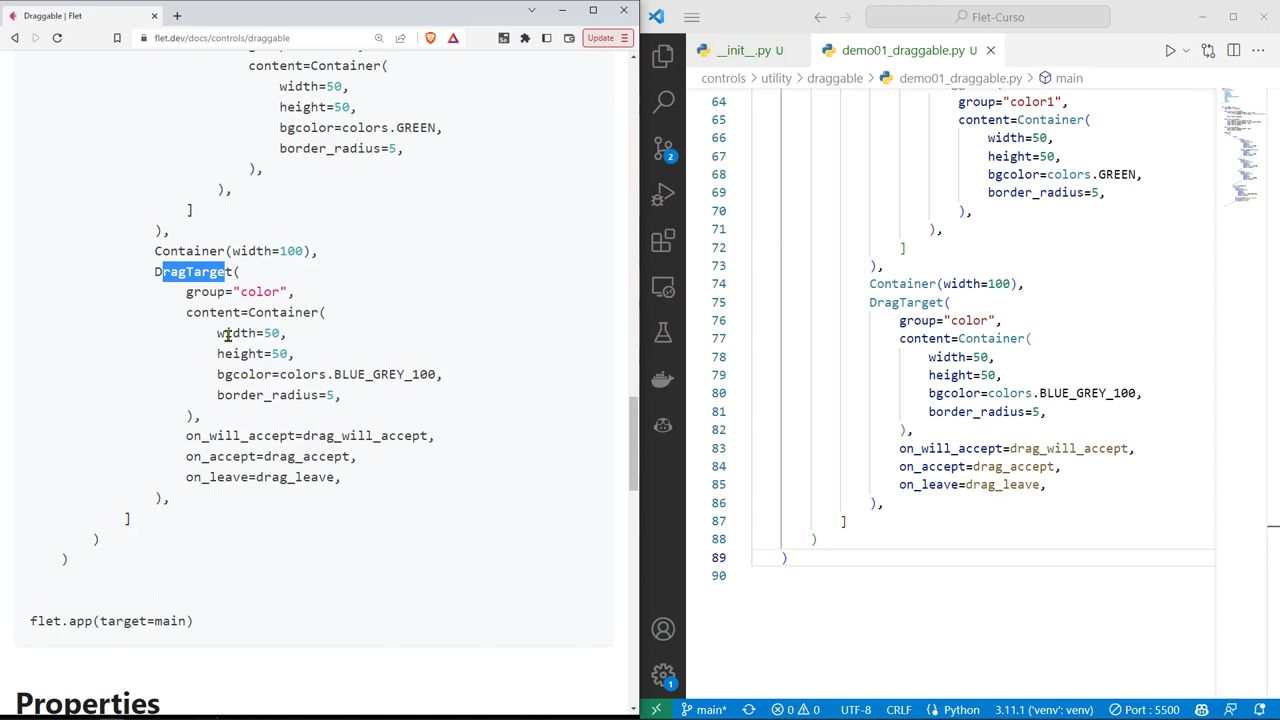 Draggable | Flet
flet.dev/docs/controls/draggable
Update
content=Container(
width=50,
height=50,
bgcolor=colors.GREEN,
border_radius=5,
),
),
]
),
Container(width=100),
DragTarget(
group="color",
content=Container(
width=50,
height=50,
bgcolor=colors.BLUE_GREY_100,
border_radius=5,
),
on_will_accept=drag_will_accept,
on_accept=drag_accept,
on_leave=drag_leave,
),
]
)
)
flet.app(target=main)
Properties
Flet-Curso
__init__.py U
demo01_draggable.py U
controls > utility > draggable > demo01_draggable.py > main
64 group="color1",
65 content=Container(
66 width=50,
67 height=50,
68 bgcolor=colors.GREEN,
69 border_radius=5,
70 ),
71 ),
72 ]
73 ),
74 Container(width=100),
75 DragTarget(
76 group="color",
77 content=Container(
78 width=50,
79 height=50,
80 bgcolor=colors.BLUE_GREY_100,
81 border_radius=5,
82 ),
83 on_will_accept=drag_will_accept,
84 on_accept=drag_accept,
85 on_leave=drag_leave,
86 ),
87 ]
88 )
89 )
90
2
1
main* 0 0 UTF-8 CRLF Python 3.11.1 ('venv': venv) Port : 5500